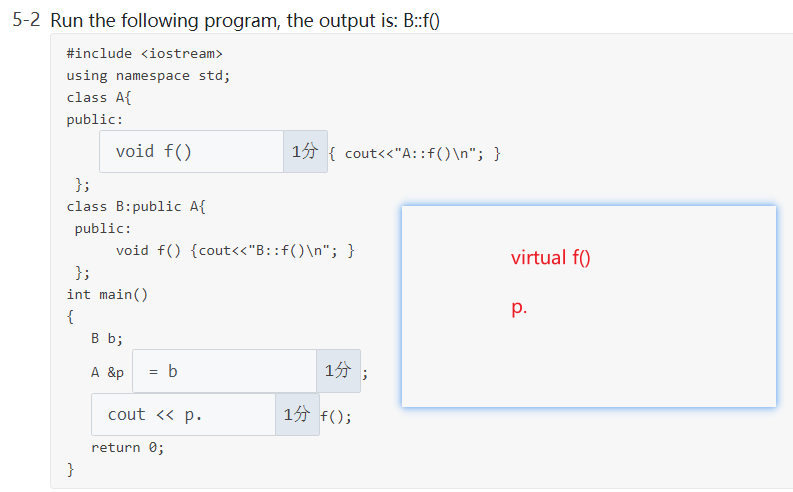 5-2 Run the following program, the output is: B::f()
#include <iostream>
using namespace std;
class A{
public:
void f() 1分 { cout<<"A::f()\n"; }
};
class B:public A{
public:
void f() {cout<<"B::f()\n"; }
};
int main()
{
B b;
A &p = b 1分 ;
cout << p. 1分 f();
return 0;
}
virtual f()
p.